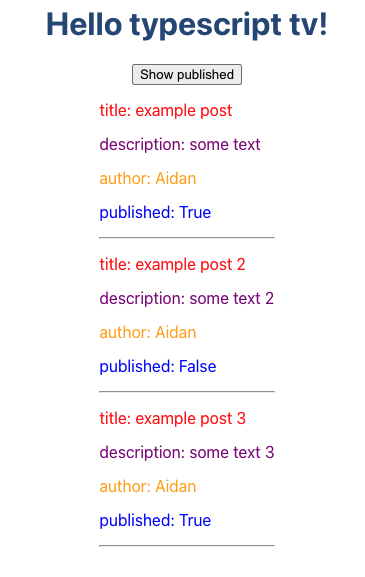 Hello typescript tv!
Show published
title: example post
description: some text
author: Aidan
published: True
title: example post 2
description: some text 2
author: Aidan
published: False
title: example post 3
description: some text 3
author: Aidan
published: True